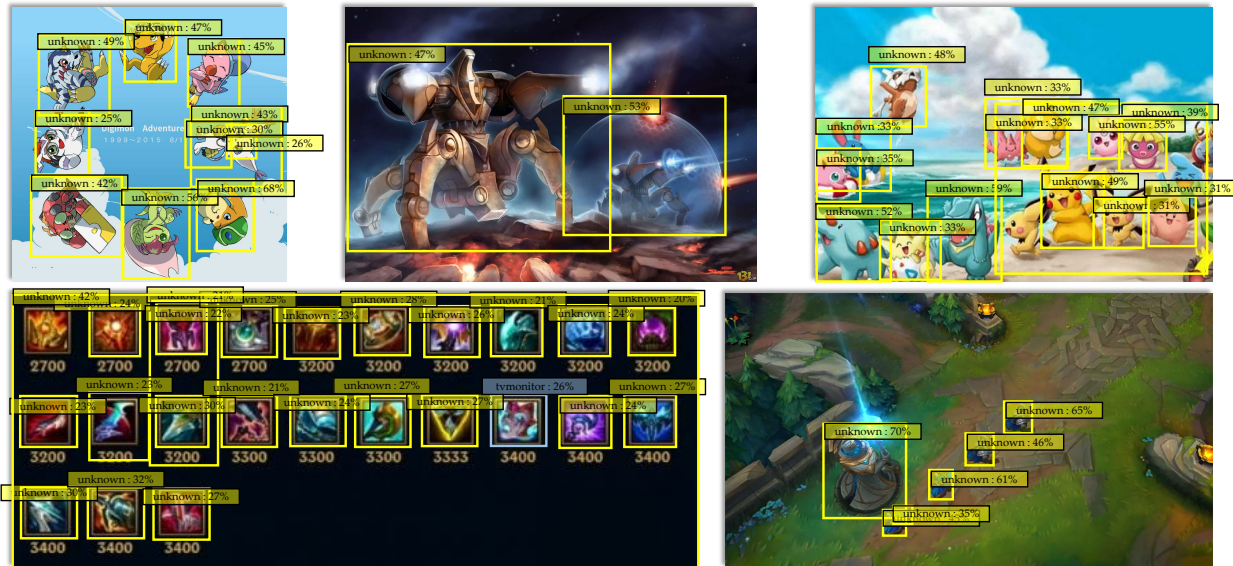 unknown : 47%
unknown : 49%
unknown : 45%
unknown : 25%
unknown : 43%
Digimon Adventure
unknown : 30%
unknown : 26%
unknown : 42%
unknown : 68%
unknown : 56%
unknown : 47%
unknown : 53%
unknown : 48%
unknown : 33%
unknown : 47%
unknown : 39%
unknown : 33%
unknown : 33%
unknown : 55%
unknown : 35%
unknown : 49%
unknown : 59%
unknown : 31%
unknown : 52%
unknown : 31%
unknown : 33%
unknown : 42%
unknown : 24%
unknown : 21%
unknown : 25%
unknown : 28%
unknown : 21%
unknown : 20%
unknown : 22%
unknown : 23%
unknown : 26%
unknown : 24%
2700 2700 2700 2700 3000 3200 3200 3200 3200 3200
unknown : 23%
unknown : 21%
unknown : 27%
tvmonitor : 26%
unknown : 27%
unknown : 23%
unknown : 30%
unknown : 24%
unknown : 27%
unknown : 24%
3200 3200 3200 3300 3300 3300 3333 3400 3400 3400
unknown : 30%
unknown : 32%
unknown : 27%
3400 3400 3400
unknown : 65%
unknown : 70%
unknown : 46%
unknown : 61%
unknown : 35%